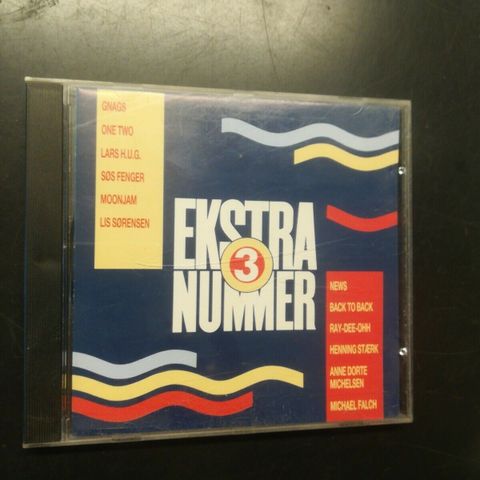 GNAGS
ONE TWO
LARS H.U.G.
SØS FENGER
MOONJAM
LIS SØRENSEN
EKSTRA
3
NUMMER
NEWS
BACK TO BACK
RAY-DEE-OHH
HENNING STÆRK
ANNE DORTE
MICHELSEN
MICHAEL FALCH